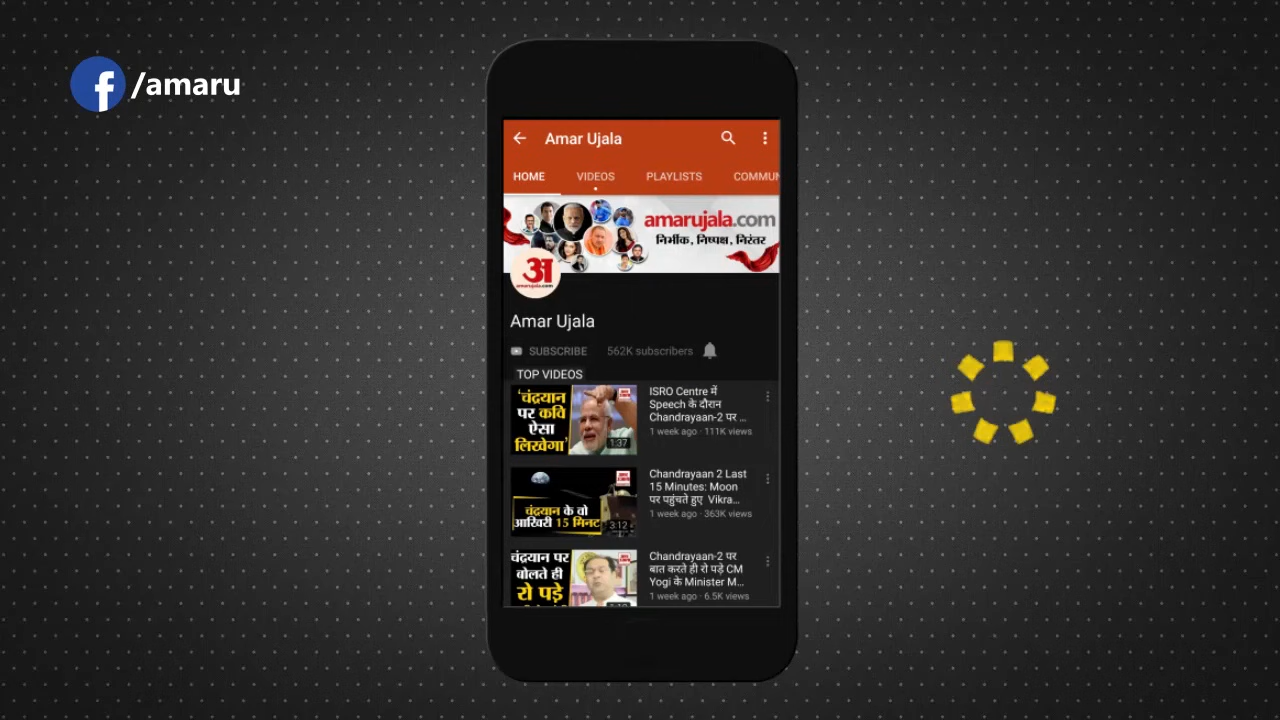 /amaru
Amar Ujala
HOME VIDEOS PLAYLISTS COMMUN
amarujala.com
निर्भीक, निष्पक्ष, निरंतर
अ
amarujala.com
Amar Ujala
SUBSCRIBE 562K subscribers
TOP VIDEOS
'चंद्रयान
पर कवि
ऐसा
लिखेगा'
1:37
ISRO Centre में
Speech के दौरान
Chandrayaan-2 पर ...
1 week ago · 111K views
चंद्रयान के वो
आखिरी 15 मिनट
3:12
Chandrayaan 2 Last
15 Minutes: Moon
पर पहुंचते हुए Vikra...
1 week ago · 363K views
चंद्रयान पर
बोलते ही
रो पड़े
Chandrayaan-2 पर
बात करते ही रो पड़े CM
Yogi के Minister M...
1 week ago · 6.5K views